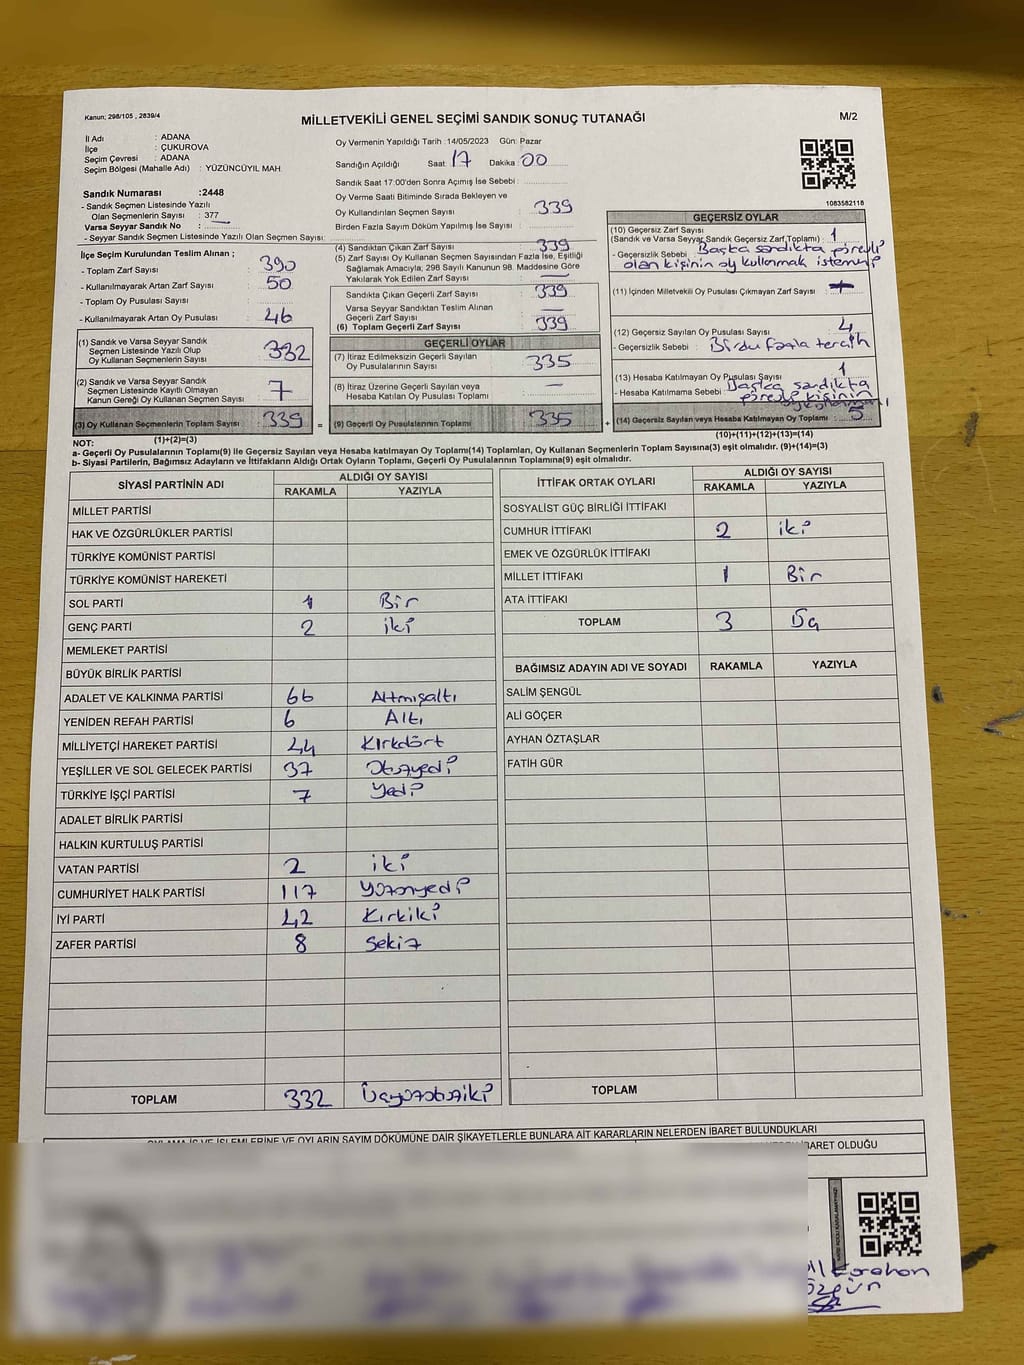 Kanun; 298/105 , 2839/4
MİLLETVEKİLİ GENEL SEÇİMİ SANDIK SONUÇ TUTANAĞI
M/2
İl Adı : ADANA
İlçe : ÇUKUROVA
Seçim Çevresi : ADANA
Seçim Bölgesi (Mahalle Adı) : YÜZÜNCÜYIL MAH.
Sandık Numarası :2448
- Sandık Seçmen Listesinde Yazılı
Olan Seçmenlerin Sayısı : 377
Varsa Seyyar Sandık No :
- Seyyar Sandık Seçmen Listesinde Yazılı Olan Seçmen Sayısı:
İlçe Seçim Kurulundan Teslim Alınan ;
- Toplam Zarf Sayısı : 390
- Kullanılmayarak Artan Zarf Sayısı : 50
- Toplam Oy Pusulası Sayısı :
- Kullanılmayarak Artan Oy Pusulası : 46
(1) Sandık ve Varsa Seyyar Sandık
Seçmen Listesinde Yazılı Olup
Oy Kullanan Seçmenlerin Sayısı : 332
(2) Sandık ve Varsa Seyyar Sandık
Seçmen Listesinde Kayıtlı Olmayan
Kanun Gereği Oy Kullanan Seçmen Sayısı : 7
(3) Oy Kullanan Seçmenlerin Toplam Sayısı : 339
(1)+(2)=(3)
Oy Vermenin Yapıldığı Tarih :14/05/2023 Gün: Pazar
Sandığın Açıldığı Saat : 17 Dakika : 00
Sandık Saat 17:00'den Sonra Açımış İse Sebebi :
Oy Verme Saati Bitiminde Sırada Bekleyen ve
Oy Kullandırılan Seçmen Sayısı : 339
Birden Fazla Sayım Döküm Yapılmış İse Sayısı :
(4) Sandıktan Çıkan Zarf Sayısı : 339
(5) Zarf Sayısı Oy Kullanan Seçmen Sayısından Fazla İse, Eşitliği
Sağlamak Amacıyla, 298 Sayılı Kanunun 98. Maddesine Göre
Yakılarak Yok Edilen Zarf Sayısı : —
Sandıkta Çıkan Geçerli Zarf Sayısı : 339
Varsa Seyyar Sandıktan Teslim Alınan
Geçerli Zarf Sayısı : —
(6) Toplam Geçerli Zarf Sayısı : 339
GEÇERLİ OYLAR
(7) İtiraz Edilmeksizin Geçerli Sayılan
Oy Pusulalarının Sayısı : 335
(8) İtiraz Üzerine Geçerli Sayılan veya
Hesaba Katılan Oy Pusulası Toplamı : —
= (9) Geçerli Oy Pusulalarının Toplamı : 335 +
1083582118
GEÇERSİZ OYLAR
(10) Geçersiz Zarf Sayısı
(Sandık ve Varsa Seyyar Sandık Geçersiz Zarf Toplamı) : 1
- Geçersizlik Sebebi : Başka sandıkta görevli
olan kişinin oy kullanmak istemesi
(11) İçinden Milletvekili Oy Pusulası Çıkmayan Zarf Sayısı :
(12) Geçersiz Sayılan Oy Pusulası Sayısı : 4
- Geçersizlik Sebebi : Birden fazla tercih
(13) Hesaba Katılmayan Oy Pusulası Sayısı : 1
- Hesaba Katılmama Sebebi : Başka sandıkta
görevli kişinin
(14) Geçersiz Sayılan veya Hesaba Katılmayan Oy Toplamı : 5
(10)+(11)+(12)+(13)=(14)
NOT:
a- Geçerli Oy Pusulaları Toplamı(9) ile Geçersiz Sayılan veya Hesaba katılmayan Oy Toplamı(14) Toplamları, Oy Kullanan Seçmenlerin Toplam Sayısına(3) eşit olmalıdır. (9)+(14)=(3)
b- Siyasi Partilerin, Bağımsız Adayların ve İttifakların Aldığı Ortak Oyların Toplamı, Geçerli Oy Pusulalarının Toplamına(9) eşit olmalıdır.
SİYASİ PARTİNİN ADI ALDIĞI OY SAYISI
RAKAMLA YAZIYLA
MİLLET PARTİSİ
HAK VE ÖZGÜRLÜKLER PARTİSİ
TÜRKİYE KOMÜNİST PARTİSİ
TÜRKİYE KOMÜNİST HAREKETİ
SOL PARTİ 1 Bir
GENÇ PARTİ 2 iki
MEMLEKET PARTİSİ
BÜYÜK BİRLİK PARTİSİ
ADALET VE KALKINMA PARTİSİ 66 Altmışaltı
YENİDEN REFAH PARTİSİ 6 Altı
MİLLİYETÇİ HAREKET PARTİSİ 44 Kırkdört
YEŞİLLER VE SOL GELECEK PARTİSİ 37 Otuzyedi
TÜRKİYE İŞÇİ PARTİSİ 7 Yedi
ADALET BİRLİK PARTİSİ
HALKIN KURTULUŞ PARTİSİ
VATAN PARTİSİ 2 iki
CUMHURİYET HALK PARTİSİ 117 Yüzonyedi
İYİ PARTİ 42 Kırkiki
ZAFER PARTİSİ 8 Sekiz
TOPLAM 332 Üçyüzotuziki
İTTİFAK ORTAK OYLARI ALDIĞI OY SAYISI
RAKAMLA YAZIYLA
SOSYALİST GÜÇ BİRLİĞİ İTTİFAKI
CUMHUR İTTİFAKI 2 iki
EMEK VE ÖZGÜRLÜK İTTİFAKI
MİLLET İTTİFAKI 1 Bir
ATA İTTİFAKI
TOPLAM 3 Üç
BAĞIMSIZ ADAYIN ADI VE SOYADI RAKAMLA YAZIYLA
SALİM ŞENGÜL
ALİ GÖÇER
AYHAN ÖZTAŞLAR
FATİH GÜR
TOPLAM
OYLAMA İŞ VE İŞLEMLERİNE VE OYLARIN SAYIM DÖKÜMÜNE DAİR ŞİKAYETLERLE BUNLARA AİT KARARLARIN NELERDEN İBARET BULUNDUKLARI
İBARET OLDUĞU